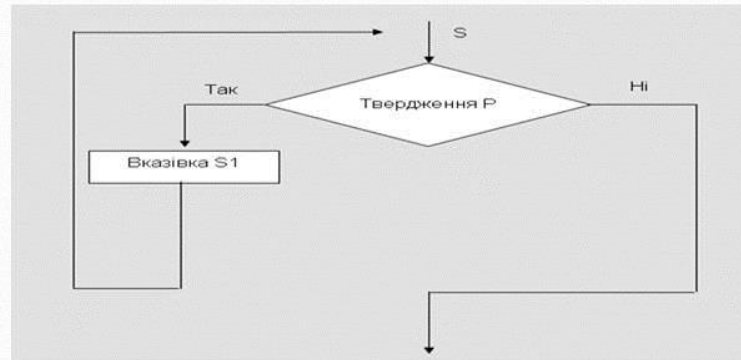 S
Так
Твердження Р
Ні
Вказівка S1